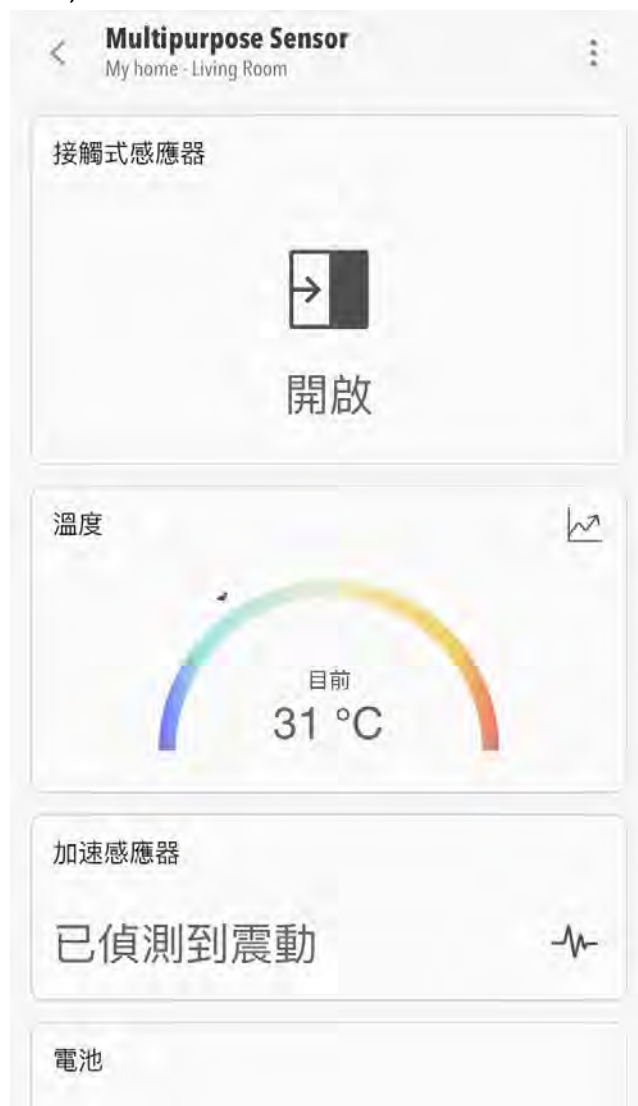 Multipurpose Sensor
My home - Living Room
接觸式感應器
開啟
溫度
目前
31 °C
加速感應器
已偵測到震動
電池